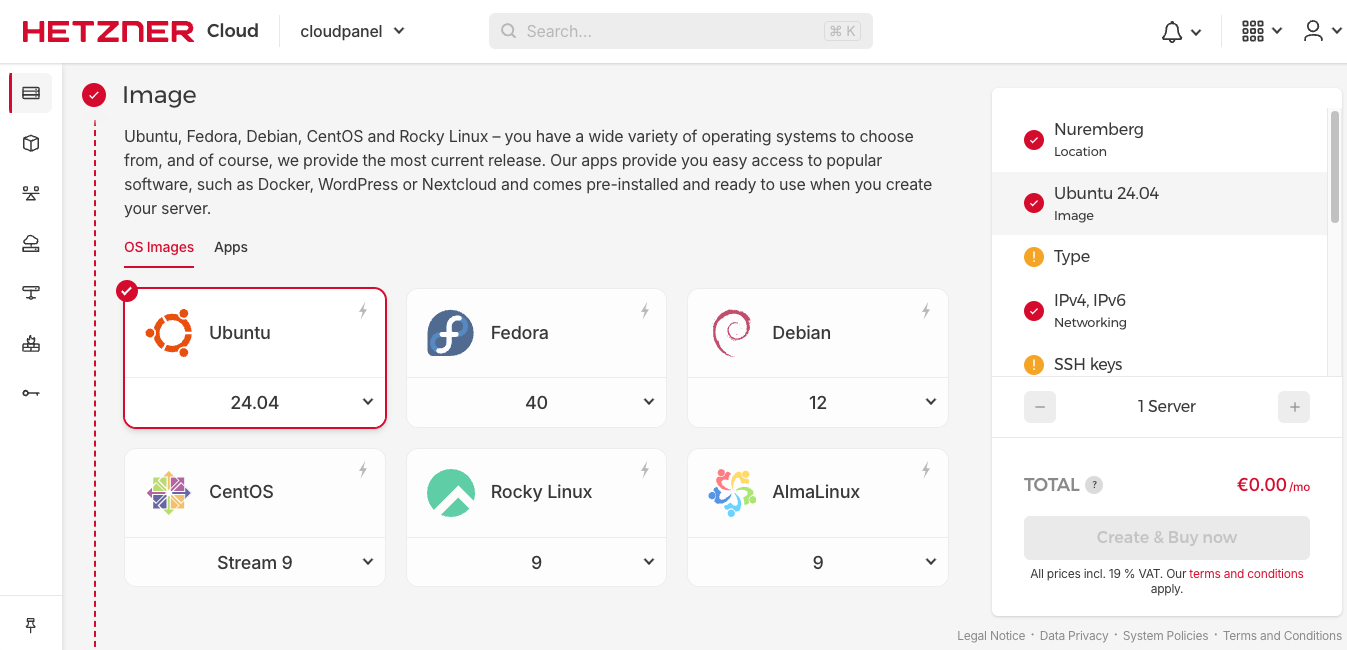 HETZNER Cloud
cloudpanel
Search...
⌘ K
Image
Ubuntu, Fedora, Debian, CentOS and Rocky Linux – you have a wide variety of operating systems to choose
from, and of course, we provide the most current release. Our apps provide you easy access to popular
software, such as Docker, WordPress or Nextcloud and comes pre-installed and ready to use when you create
your server.
OS Images
Apps
Ubuntu
24.04
Fedora
40
Debian
12
CentOS
Stream 9
Rocky Linux
9
AlmaLinux
9
Nuremberg
Location
Ubuntu 24.04
Image
! Type
IPv4, IPv6
Networking
! SSH keys
− 1 Server +
TOTAL ?
€0.00 /mo
Create & Buy now
All prices incl. 19 % VAT. Our terms and conditions
apply.
Legal Notice · Data Privacy · System Policies · Terms and Conditions